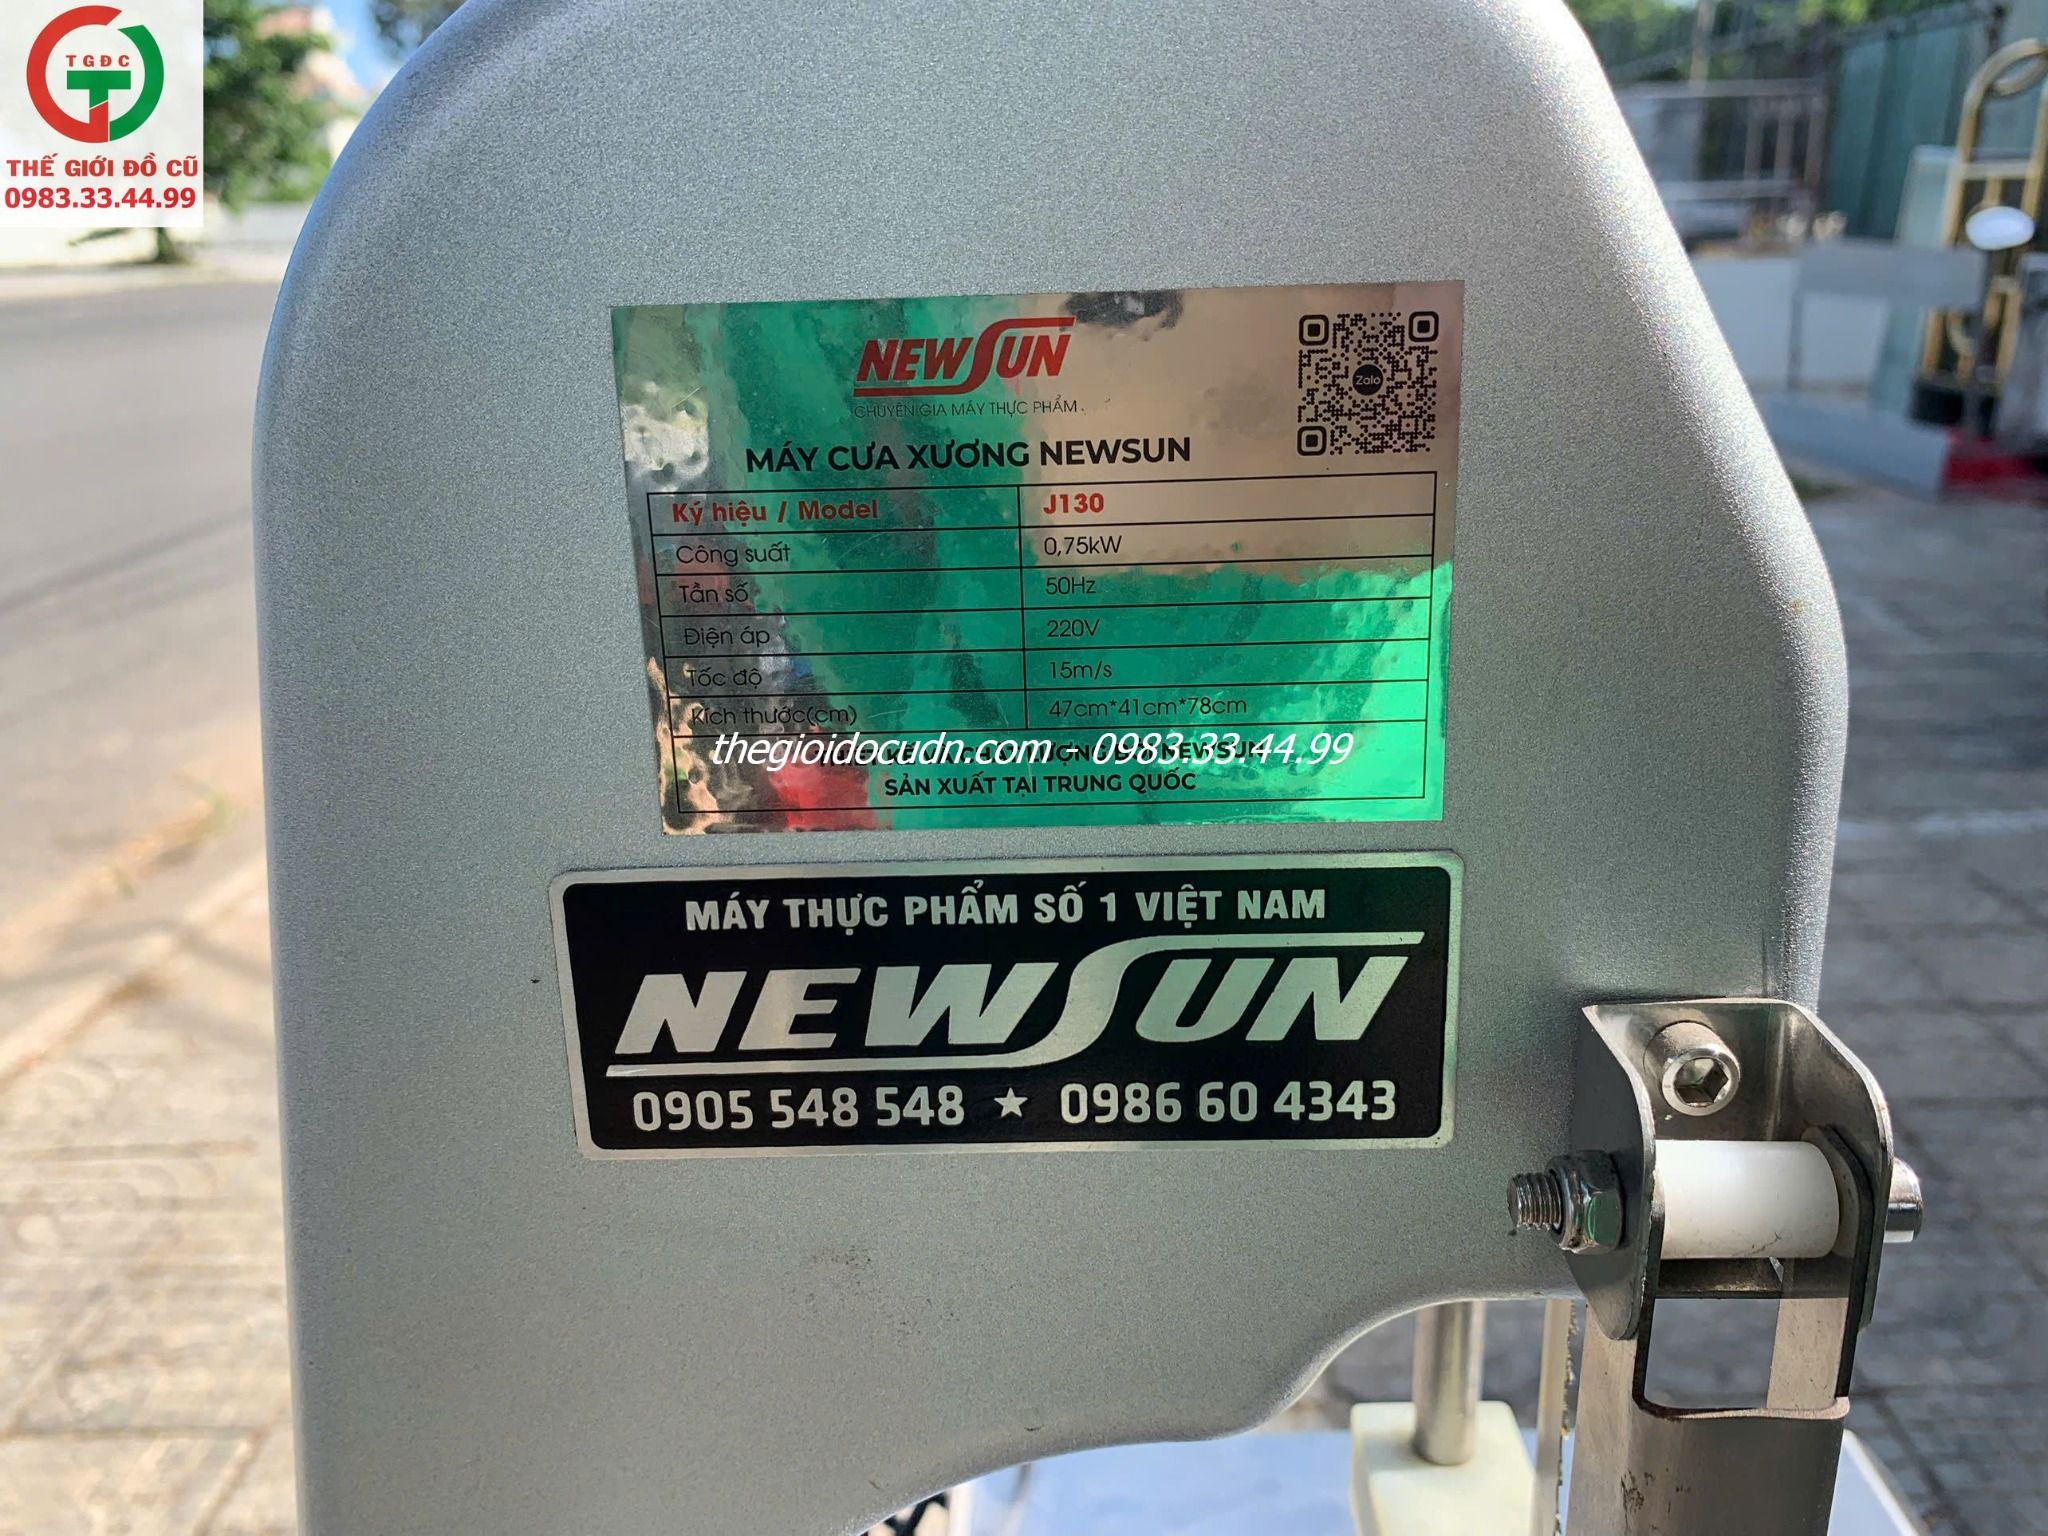 TGĐC
THẾ GIỚI ĐỒ CŨ
0983.33.44.99
NEWSUN
CHUYÊN GIA MÁY THỰC PHẨM
Zalo
MÁY CƯA XƯƠNG NEWSUN
Ký hiệu / Model J130
Công suất 0,75kW
Tần số 50Hz
Điện áp 220V
Tốc độ 15m/s
Kích thước(cm) 47cm*41cm*78cm
thegioidocudn.com - 0983.33.44.99
NEWSUN
SẢN XUẤT TẠI TRUNG QUỐC
MÁY THỰC PHẨM SỐ 1 VIỆT NAM
NEWSUN
0905 548 548 ★ 0986 60 4343